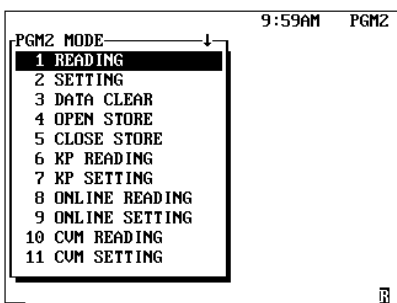 9:59AM PGM2
PGM2 MODE ↓
1 READING
2 SETTING
3 DATA CLEAR
4 OPEN STORE
5 CLOSE STORE
6 KP READING
7 KP SETTING
8 ONLINE READING
9 ONLINE SETTING
10 CVM READING
11 CVM SETTING
R